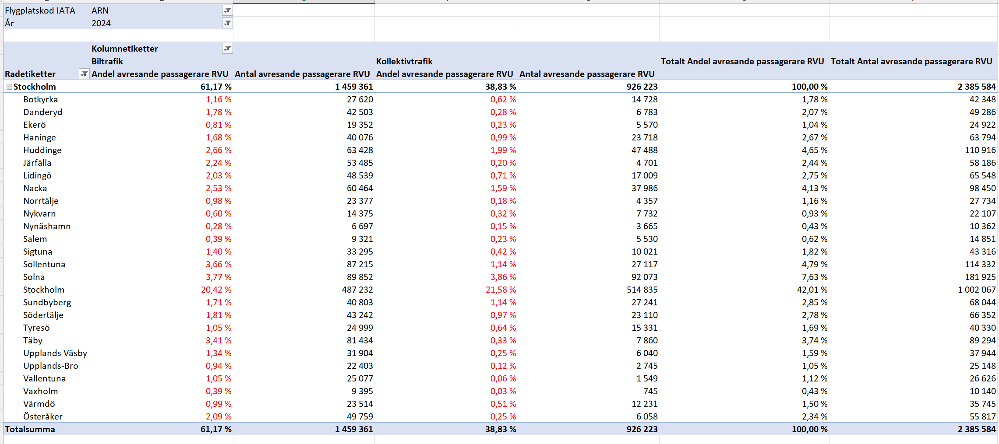 Flygplatskod IATA ARN
År 2024
Kolumnetiketter
Biltrafik Kollektivtrafik Totalt Andel avresande passagerare RVU Totalt Antal avresande passagerare RVU
Radetiketter Andel avresande passagerare RVU Antal avresande passagerare RVU Andel avresande passagerare RVU Antal avresande passagerare RVU
Stockholm 61,17 % 1 459 361 38,83 % 926 223 100,00 % 2 385 584
Botkyrka 1,16 % 27 620 0,62 % 14 728 1,78 % 42 348
Danderyd 1,78 % 42 503 0,28 % 6 783 2,07 % 49 286
Ekerö 0,81 % 19 352 0,23 % 5 570 1,04 % 24 922
Haninge 1,68 % 40 076 0,99 % 23 718 2,67 % 63 794
Huddinge 2,66 % 63 428 1,99 % 47 488 4,65 % 110 916
Järfälla 2,24 % 53 485 0,20 % 4 701 2,44 % 58 186
Lidingö 2,03 % 48 539 0,71 % 17 009 2,75 % 65 548
Nacka 2,53 % 60 464 1,59 % 37 986 4,13 % 98 450
Norrtälje 0,98 % 23 377 0,18 % 4 357 1,16 % 27 734
Nykvarn 0,60 % 14 375 0,32 % 7 732 0,93 % 22 107
Nynäshamn 0,28 % 6 697 0,15 % 3 665 0,43 % 10 362
Salem 0,39 % 9 321 0,23 % 5 530 0,62 % 14 851
Sigtuna 1,40 % 33 295 0,42 % 10 021 1,82 % 43 316
Sollentuna 3,66 % 87 215 1,14 % 27 117 4,79 % 114 332
Solna 3,77 % 89 852 3,86 % 92 073 7,63 % 181 925
Stockholm 20,42 % 487 232 21,58 % 514 835 42,01 % 1 002 067
Sundbyberg 1,71 % 40 803 1,14 % 27 241 2,85 % 68 044
Södertälje 1,81 % 43 242 0,97 % 23 110 2,78 % 66 352
Tyresö 1,05 % 24 999 0,64 % 15 331 1,69 % 40 330
Täby 3,41 % 81 434 0,33 % 7 860 3,74 % 89 294
Upplands Väsby 1,34 % 31 904 0,25 % 6 040 1,59 % 37 944
Upplands-Bro 0,94 % 22 403 0,12 % 2 745 1,05 % 25 148
Vallentuna 1,05 % 25 077 0,06 % 1 549 1,12 % 26 626
Vaxholm 0,39 % 9 395 0,03 % 745 0,43 % 10 140
Värmdö 0,99 % 23 514 0,51 % 12 231 1,50 % 35 745
Österåker 2,09 % 49 759 0,25 % 6 058 2,34 % 55 817
Totalsumma 61,17 % 1 459 361 38,83 % 926 223 100,00 % 2 385 584